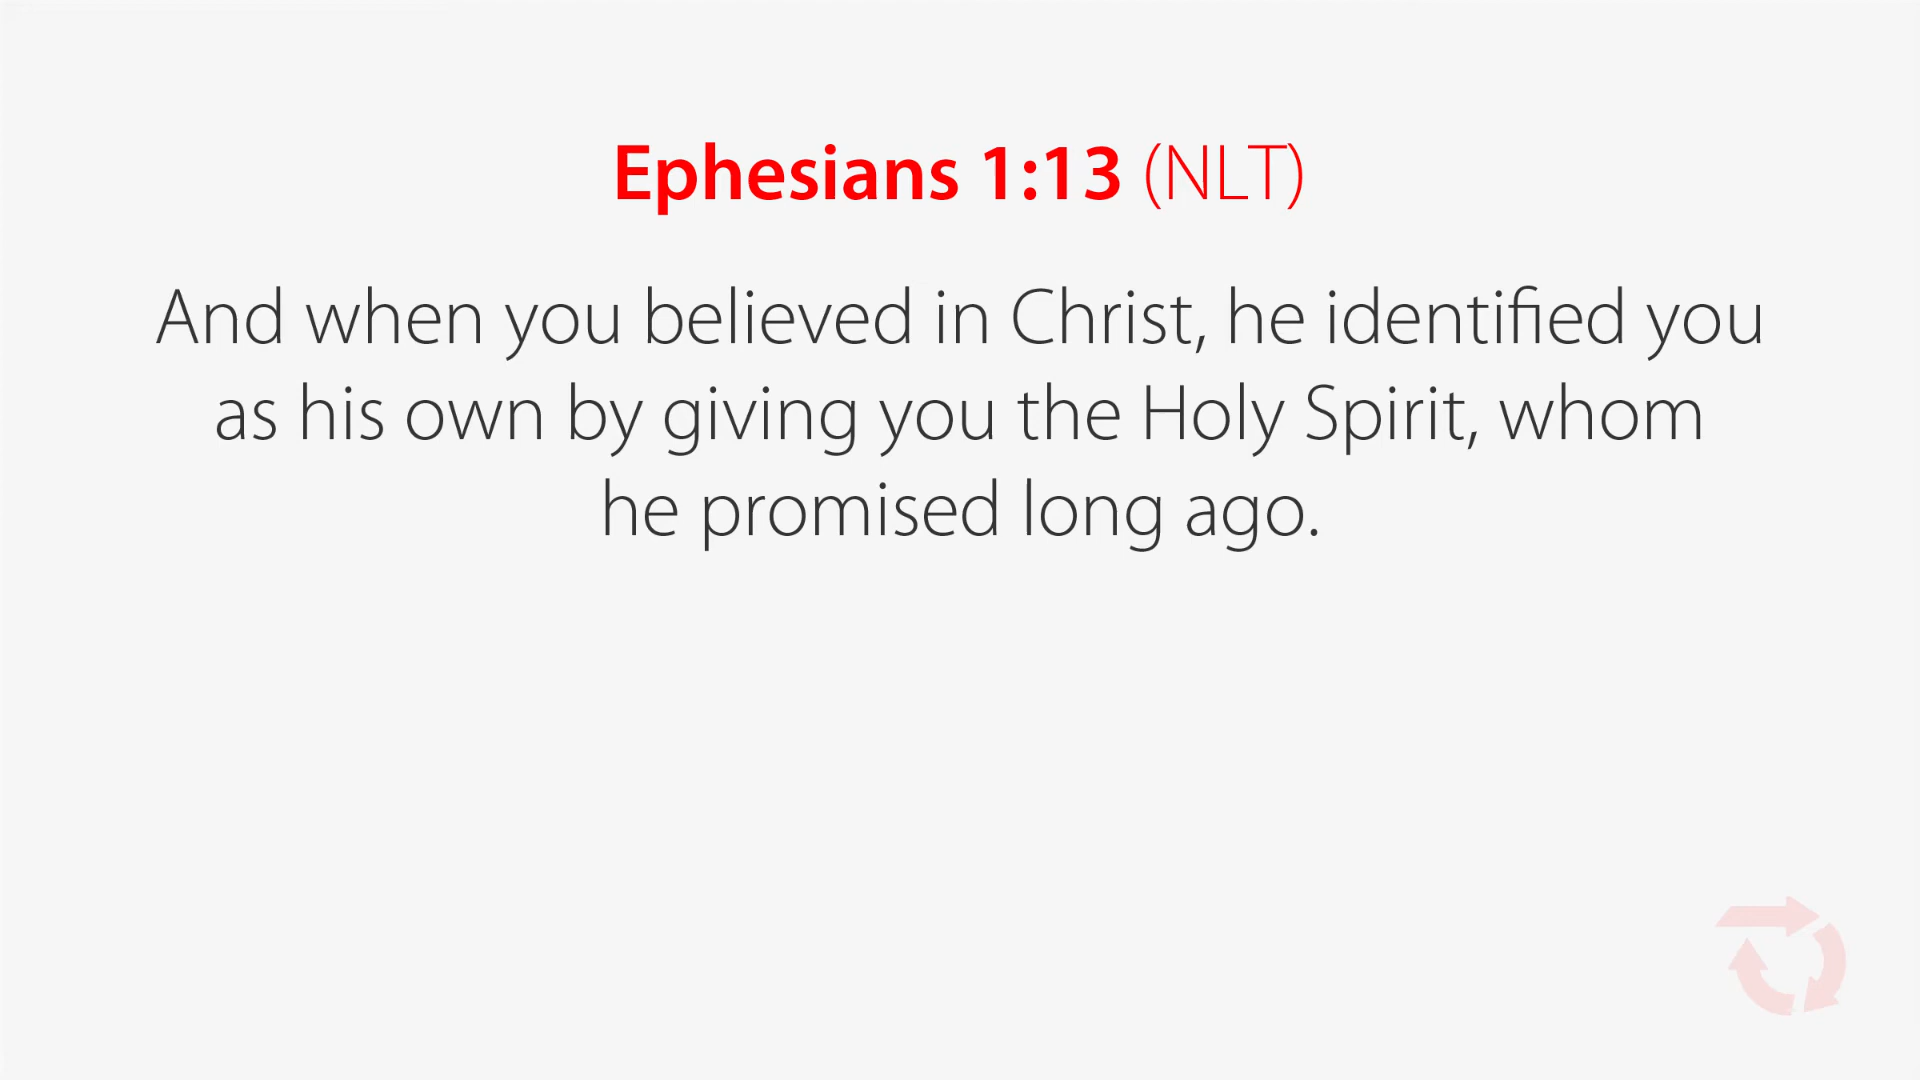 Ephesians 1:13 (NLT)
And when you believed in Christ, he identified you
as his own by giving you the Holy Spirit, whom
he promised long ago.